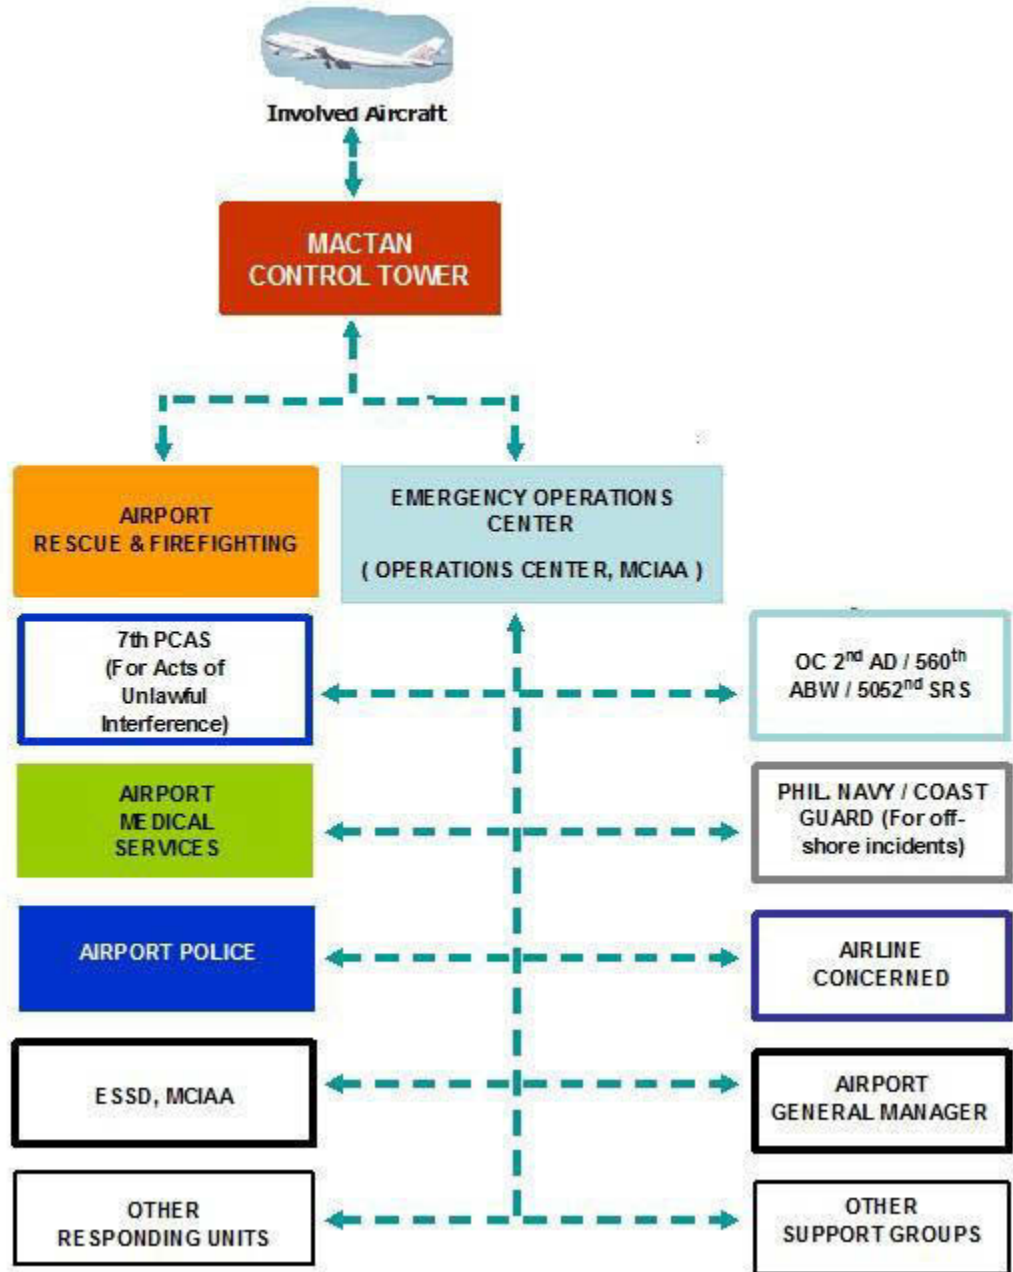 Involved Aircraft
MACTAN
CONTROL TOWER
AIRPORT
RESCUE & FIREFIGHTING
EMERGENCY OPERATIONS
CENTER
( OPERATIONS CENTER, MCIAA )
7th PCAS
(For Acts of
Unlawful
Interference)
OC 2nd AD / 560th
ABW / 5052nd SRS
AIRPORT
MEDICAL
SERVICES
PHIL. NAVY / COAST
GUARD (For off-
shore incidents)
AIRPORT POLICE
AIRLINE
CONCERNED
ESSD, MCIAA
AIRPORT
GENERAL MANAGER
OTHER
RESPONDING UNITS
OTHER
SUPPORT GROUPS